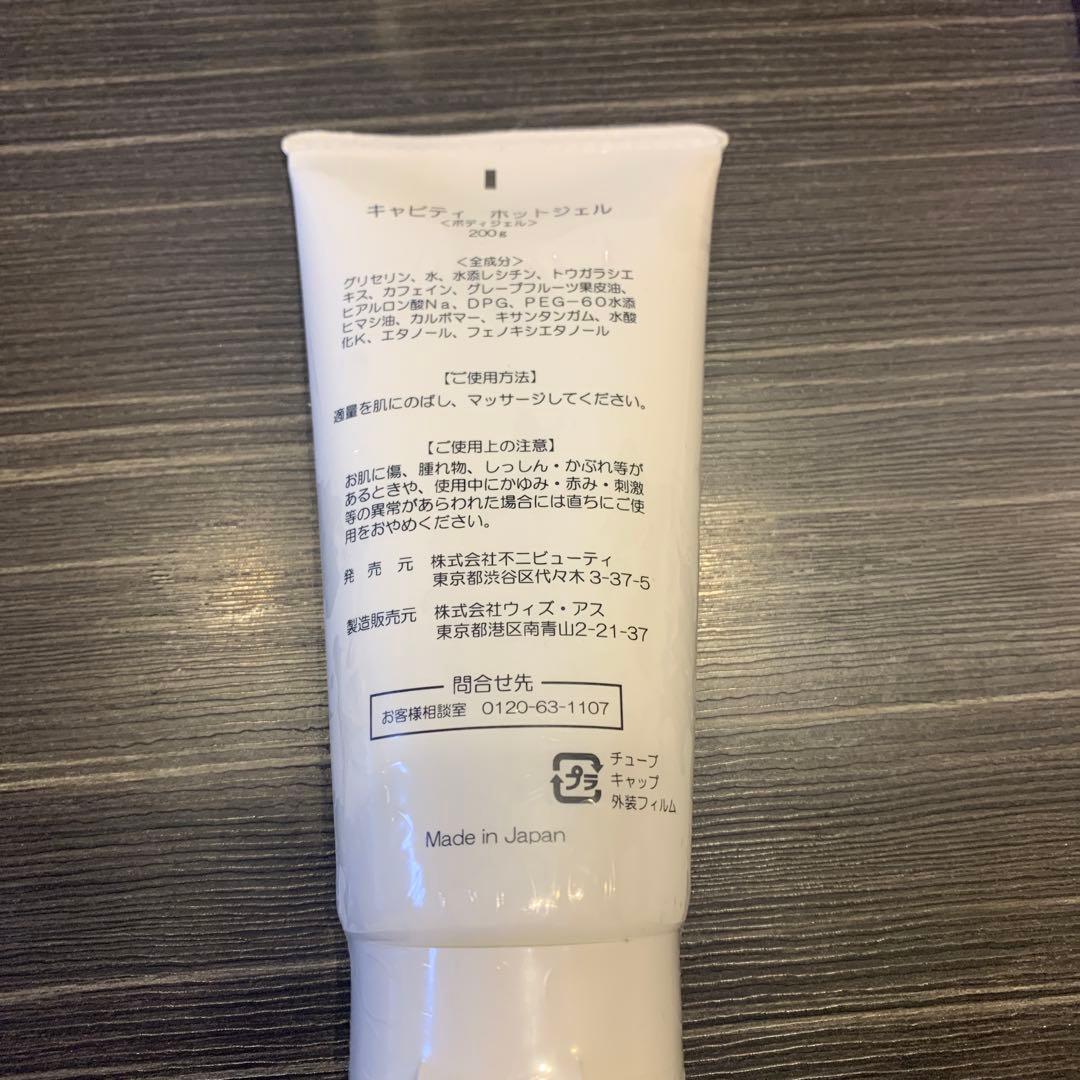 キャビティ ホットジェル
<ボディジェル>
200g
<全成分>
グリセリン、水、水添レシチン、トウガラシエ
キス、カフェイン、グレープフルーツ果皮油、
ヒアルロン酸Na、DPG、PEG－60水添
ヒマシ油、カルボマー、キサンタンガム、水酸
化K、エタノール、フェノキシエタノール
【ご使用方法】
適量を肌にのばし、マッサージしてください。
【ご使用上の注意】
お肌に傷、腫れ物、しっしん・かぶれ等が
あるときや、使用中にかゆみ・赤み・刺激
等の異常があらわれた場合には直ちにご使
用をおやめください。
発売元 株式会社不二ビューティ
東京都渋谷区代々木3-37-5
製造販売元 株式会社ウィズ・アス
東京都港区南青山2-21-37
問合せ先
お客様相談室 0120-63-1107
プラ
チューブ
キャップ
外装フィルム
Made in Japan